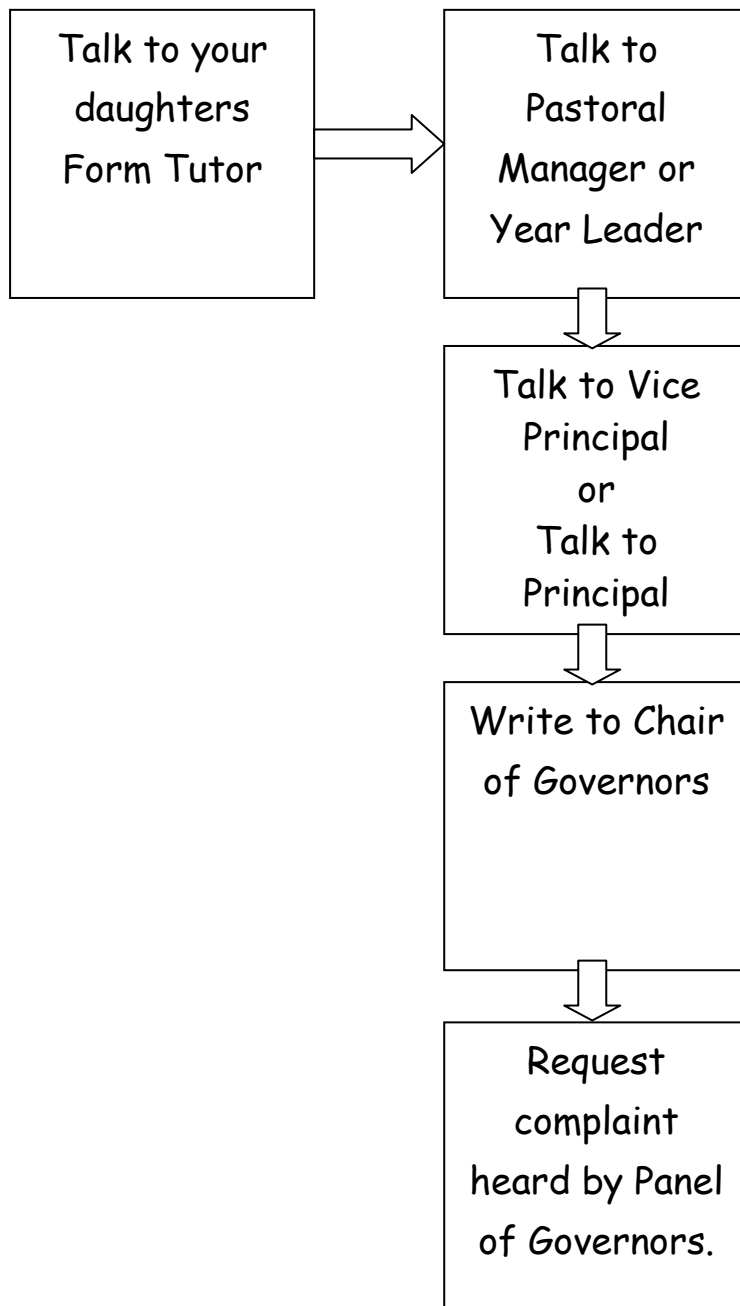 Talk to your
daughters
Form Tutor
Talk to
Pastoral
Manager or
Year Leader
Talk to Vice
Principal
or
Talk to
Principal
Write to Chair
of Governors
Request
complaint
heard by Panel
of Governors.